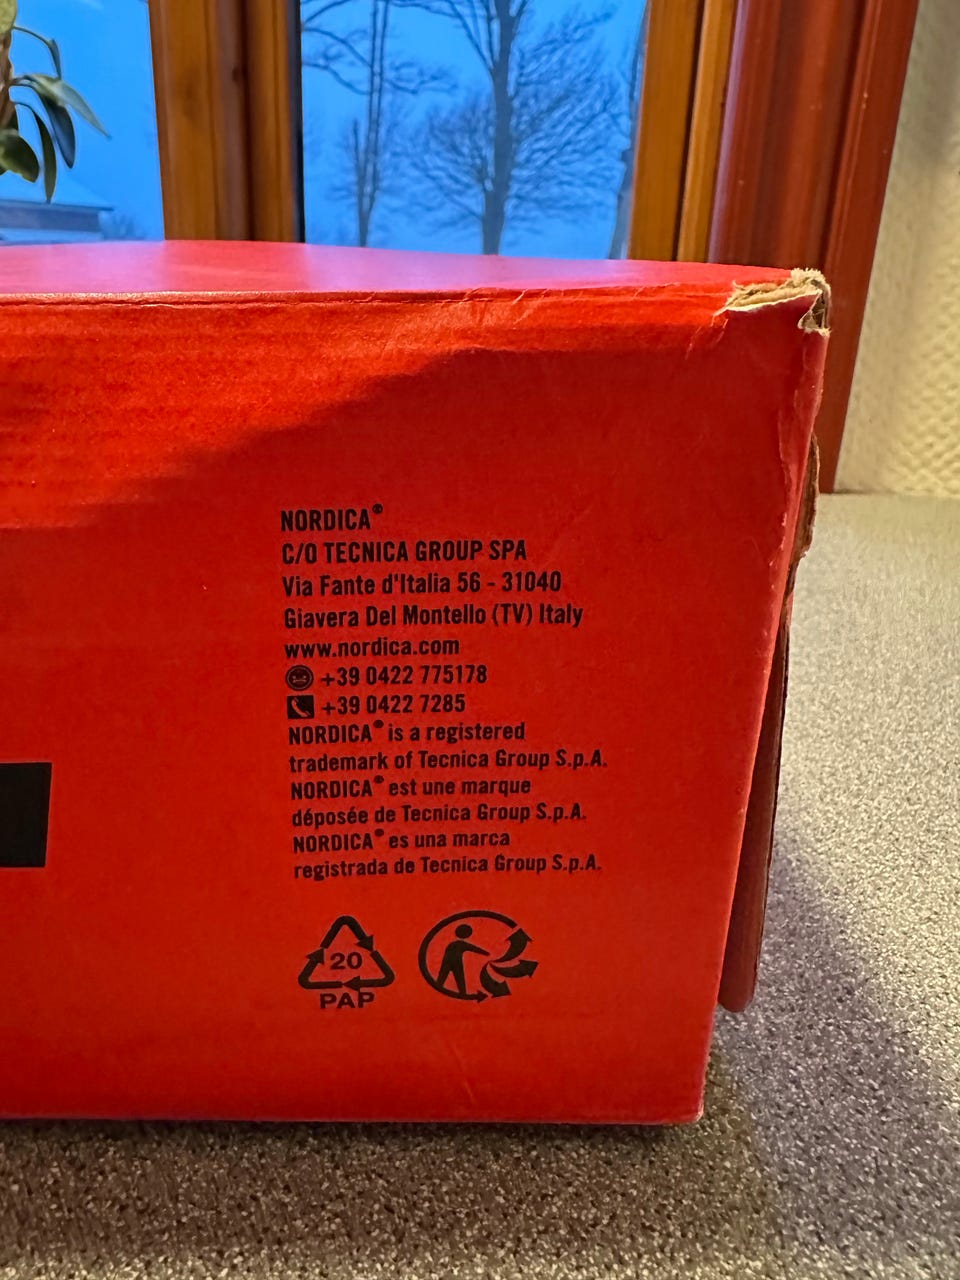 NORDICA®
C/O TECNICA GROUP SPA
Via Fante d'Italia 56 - 31040
Giavera Del Montello (TV) Italy
www.nordica.com
+39 0422 775178
+39 0422 7285
NORDICA® is a registered
trademark of Tecnica Group S.p.A.
NORDICA® est une marque
déposée de Tecnica Group S.p.A.
NORDICA® es una marca
registrada de Tecnica Group S.p.A.
20
PAP